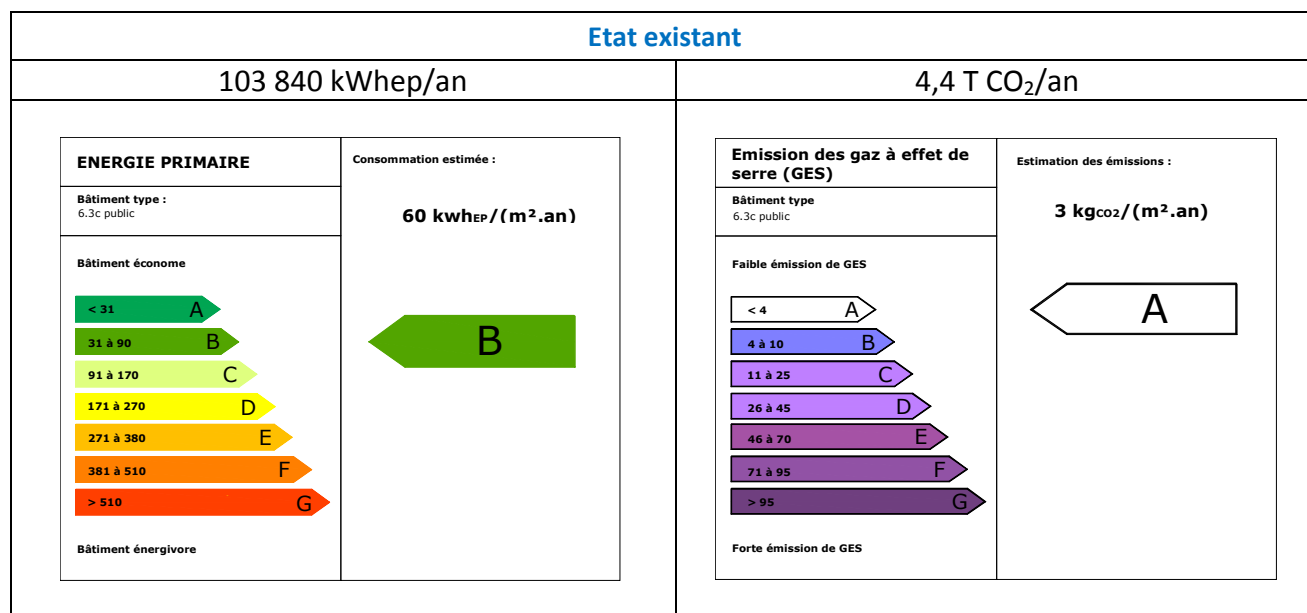 Etat existant
103 840 kWhep/an
4,4 T CO₂/an
ENERGIE PRIMAIRE
Consommation estimée :
Bâtiment type :
6.3c public
60 kwhEP/(m².an)
Bâtiment économe
< 31 A
31 à 90 B
91 à 170 C
171 à 270 D
271 à 380 E
381 à 510 F
> 510 G
B
Bâtiment énergivore
Emission des gaz à effet de
serre (GES)
Estimation des émissions :
Bâtiment type
6.3c public
3 kgco2/(m².an)
Faible émission de GES
< 4 A
4 à 10 B
11 à 25 C
26 à 45 D
46 à 70 E
71 à 95 F
> 95 G
A
Forte émission de GES